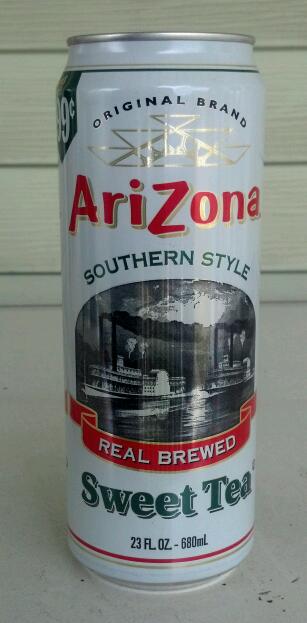 99¢
ORIGINAL BRAND
AriZona
SOUTHERN STYLE
REAL BREWED
Sweet Tea
23 FL. OZ. - 680mL